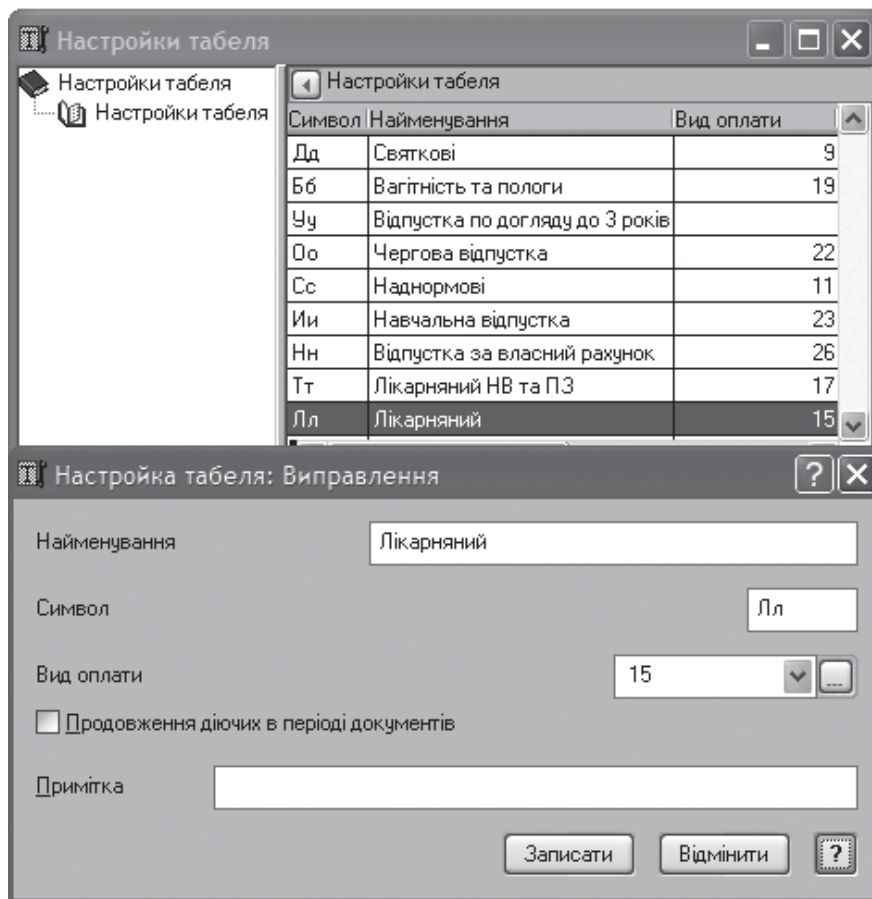 Настройки табеля
Настройки табеля
Настройки табеля
Настройки табеля
Символ Найменування Вид оплати
Дд Святкові 9
Бб Вагітність та пологи 19
Уу Відпустка по догляду до 3 років
Оо Чергова відпустка 22
Сс Наднормові 11
Ии Навчальна відпустка 23
Нн Відпустка за власний рахунок 26
Тт Лікарняний НВ та ПЗ 17
Лл Лікарняний 15
Настройка табеля: Виправлення
Найменування Лікарняний
Символ Лл
Вид оплати 15 ...
Продовження діючих в періоді документів
Примітка
Записати Відмінити ?